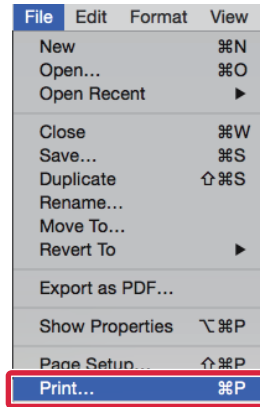 File Edit Format View
New ⌘N
Open... ⌘O
Open Recent ▶
Close ⌘W
Save... ⌘S
Duplicate ⇧⌘S
Rename...
Move To...
Revert To ▶
Export as PDF...
Show Properties ⌥⌘P
Page Setup... ⇧⌘P
Print... ⌘P